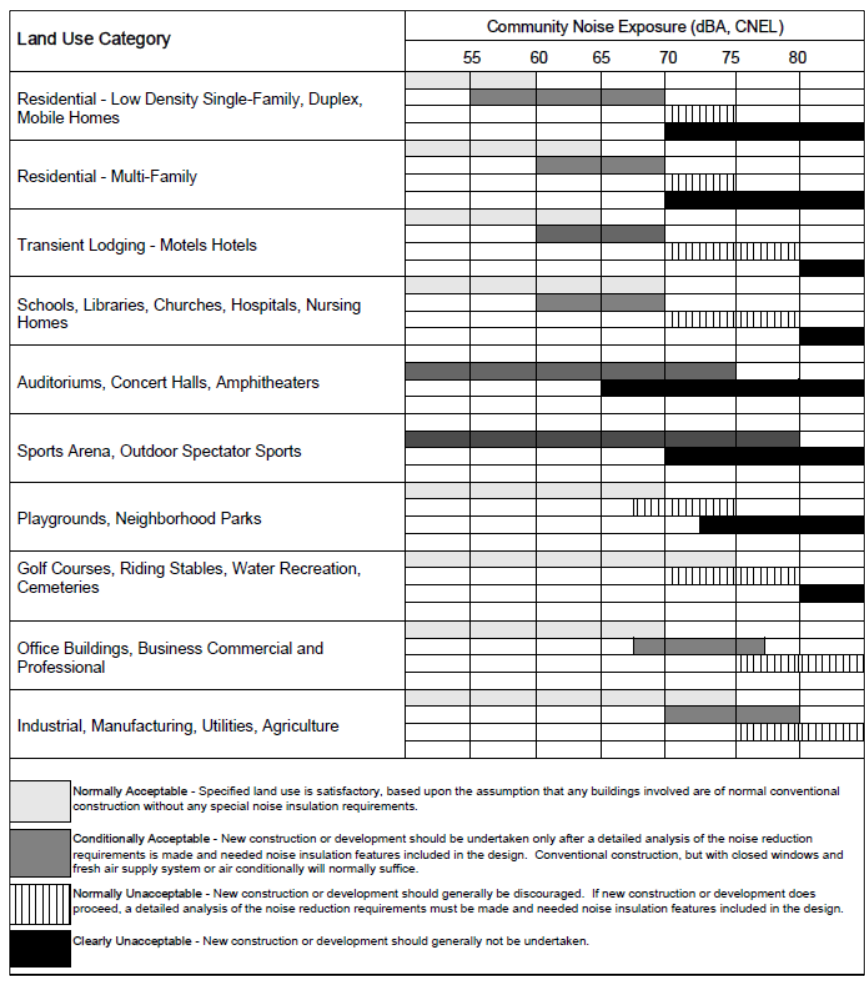 Land Use Category
Community Noise Exposure (dBA, CNEL)
55 60 65 70 75 80
Residential - Low Density Single-Family, Duplex,
Mobile Homes
Residential - Multi-Family
Transient Lodging - Motels Hotels
Schools, Libraries, Churches, Hospitals, Nursing
Homes
Auditoriums, Concert Halls, Amphitheaters
Sports Arena, Outdoor Spectator Sports
Playgrounds, Neighborhood Parks
Golf Courses, Riding Stables, Water Recreation,
Cemeteries
Office Buildings, Business Commercial and
Professional
Industrial, Manufacturing, Utilities, Agriculture
Normally Acceptable - Specified land use is satisfactory, based upon the assumption that any buildings involved are of normal conventional
construction without any special noise insulation requirements.
Conditionally Acceptable - New construction or development should be undertaken only after a detailed analysis of the noise reduction
requirements is made and needed noise insulation features included in the design. Conventional construction, but with closed windows and
fresh air supply system or air conditionally will normally suffice.
Normally Unacceptable - New construction or development should generally be discouraged. If new construction or development does
proceed, a detailed analysis of the noise reduction requirements must be made and needed noise insulation features included in the design.
Clearly Unacceptable - New construction or development should generally not be undertaken.